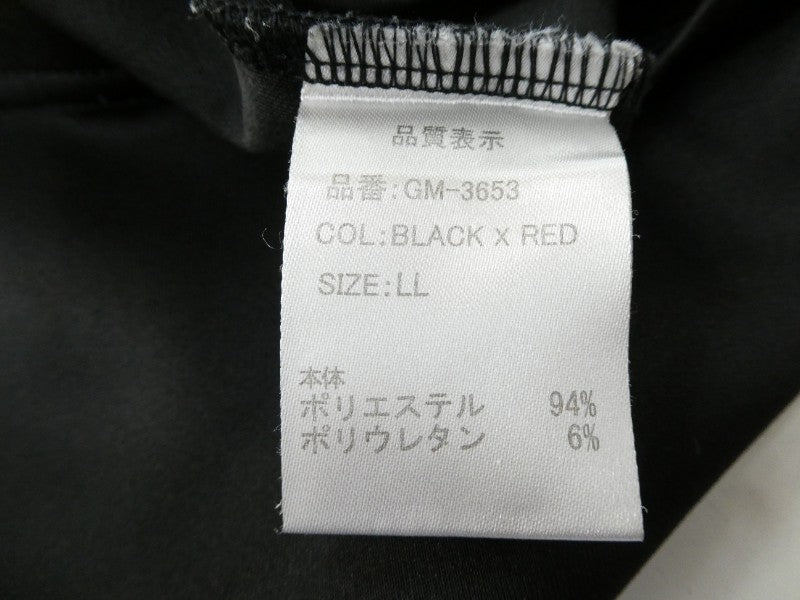 品質表示
品番:GM-3653
COL:BLACK x RED
SIZE:LL
本体
ポリエステル 94%
ポリウレタン 6%